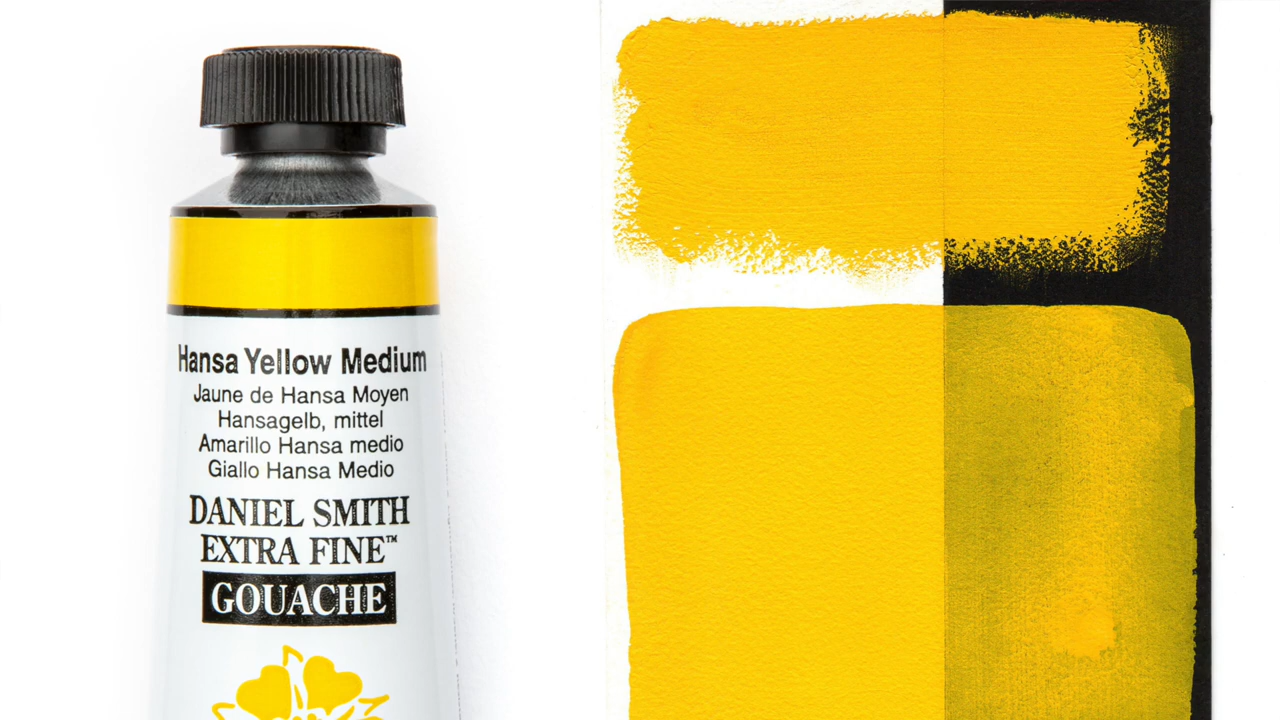 Hansa Yellow Medium
Jaune de Hansa Moyen
Hansagelb, mittel
Amarillo Hansa medio
Giallo Hansa Medio
DANIEL SMITH
EXTRA FINE™
GOUACHE